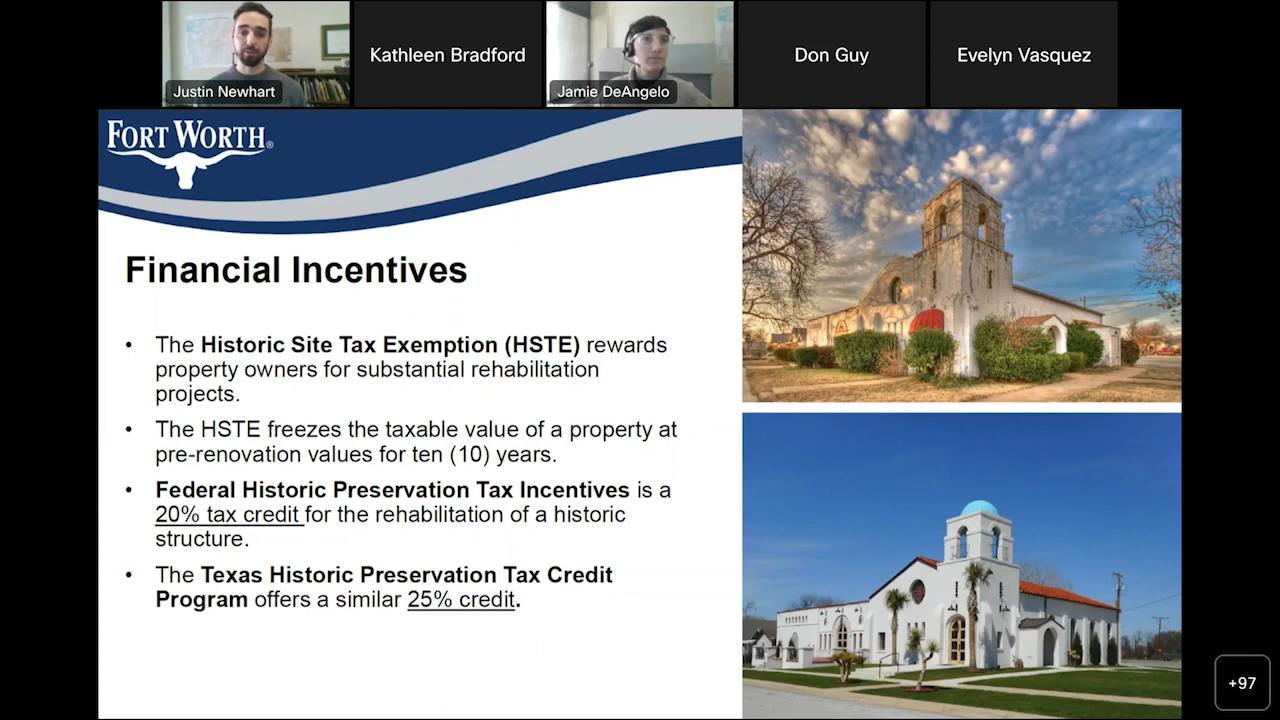 Justin Newhart
Kathleen Bradford
Jamie DeAngelo
Don Guy
Evelyn Vasquez
FORT WORTH®
Financial Incentives
• The Historic Site Tax Exemption (HSTE) rewards
property owners for substantial rehabilitation
projects.
• The HSTE freezes the taxable value of a property at
pre-renovation values for ten (10) years.
• Federal Historic Preservation Tax Incentives is a
20% tax credit for the rehabilitation of a historic
structure.
• The Texas Historic Preservation Tax Credit
Program offers a similar 25% credit.
+97